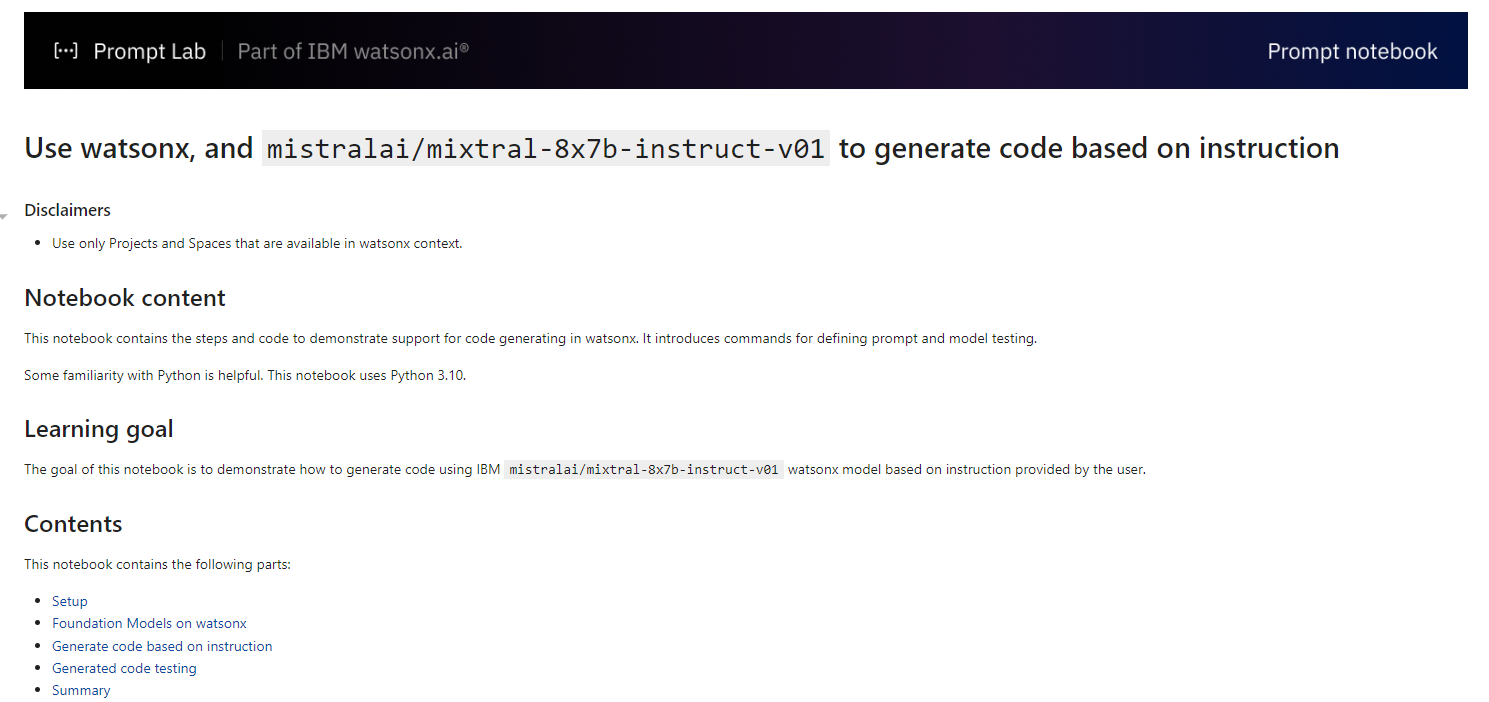 [···] Prompt Lab | Part of IBM watsonx.ai® Prompt notebook
Use watsonx, and mistralai/mixtral-8x7b-instruct-v01 to generate code based on instruction
Disclaimers
• Use only Projects and Spaces that are available in watsonx context.
Notebook content
This notebook contains the steps and code to demonstrate support for code generating in watsonx. It introduces commands for defining prompt and model testing.
Some familiarity with Python is helpful. This notebook uses Python 3.10.
Learning goal
The goal of this notebook is to demonstrate how to generate code using IBM mistralai/mixtral-8x7b-instruct-v01 watsonx model based on instruction provided by the user.
Contents
This notebook contains the following parts:
• Setup
• Foundation Models on watsonx
• Generate code based on instruction
• Generated code testing
• Summary